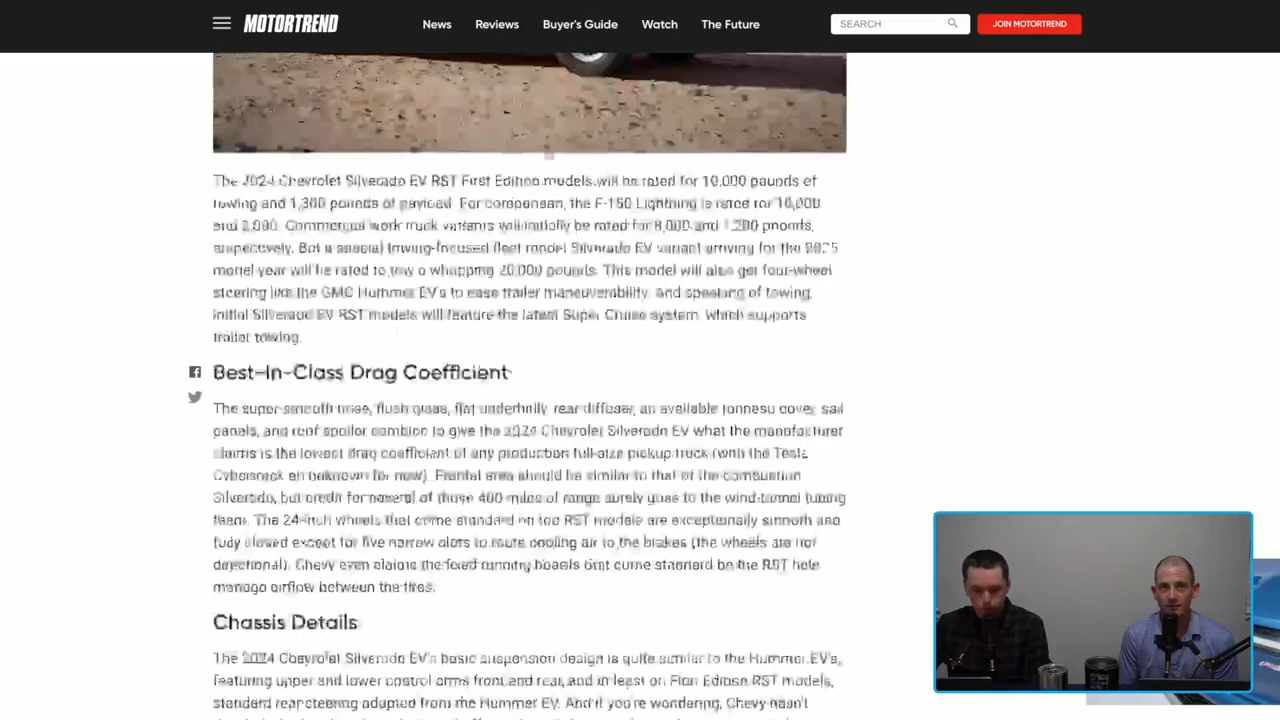 MOTORTREND
News
Reviews
Buyer's Guide
Watch
The Future
SEARCH
JOIN MOTORTREND
The 2024 Chevrolet Silverado EV RST First Edition models will be rated for 10,000 pounds of
towing and 1,300 pounds of payload. For comparison, the F-150 Lightning is rated for 10,000
and 2,000. Commercial work truck variants will initially be rated for 8,000 and 1,200 pounds,
respectively. But a special towing-focused fleet model Silverado EV variant arriving for the 2025
model year will be rated to tow a whopping 20,000 pounds. This model will also get four-wheel
steering like the GMC Hummer EV's to ease trailer maneuverability, and speaking of towing,
initial Silverado EV RST models will feature the latest Super Cruise system, which supports
trailer towing.
Best-In-Class Drag Coefficient
The super smooth nose, flush glass, flat underbelly, rear diffuser, an available tonneau cover, sail
panels, and roof spoiler combine to give the 2024 Chevrolet Silverado EV what the manufacturer
claims is the lowest drag coefficient of any production full-size pickup truck (with the Tesla
Cybertruck an unknown for now). Frontal area should be similar to that of the combustion
Silverado, but credit for several of those 400 miles of range surely goes to the wind-tunnel tuning
team. The 24-inch wheels that come standard on top RST models are exceptionally smooth and
fully closed except for five narrow slots to route cooling air to the brakes (the wheels are not
directional). Chevy even claims the fixed running boards that come standard on the RST help
manage airflow between the tires.
Chassis Details
The 2024 Chevrolet Silverado EV's basic suspension design is quite similar to the Hummer EV's,
featuring upper and lower control arms front and rear, and at least on First Edition RST models,
standard rear steering adapted from the Hummer EV. And if you're wondering, Chevy hasn't